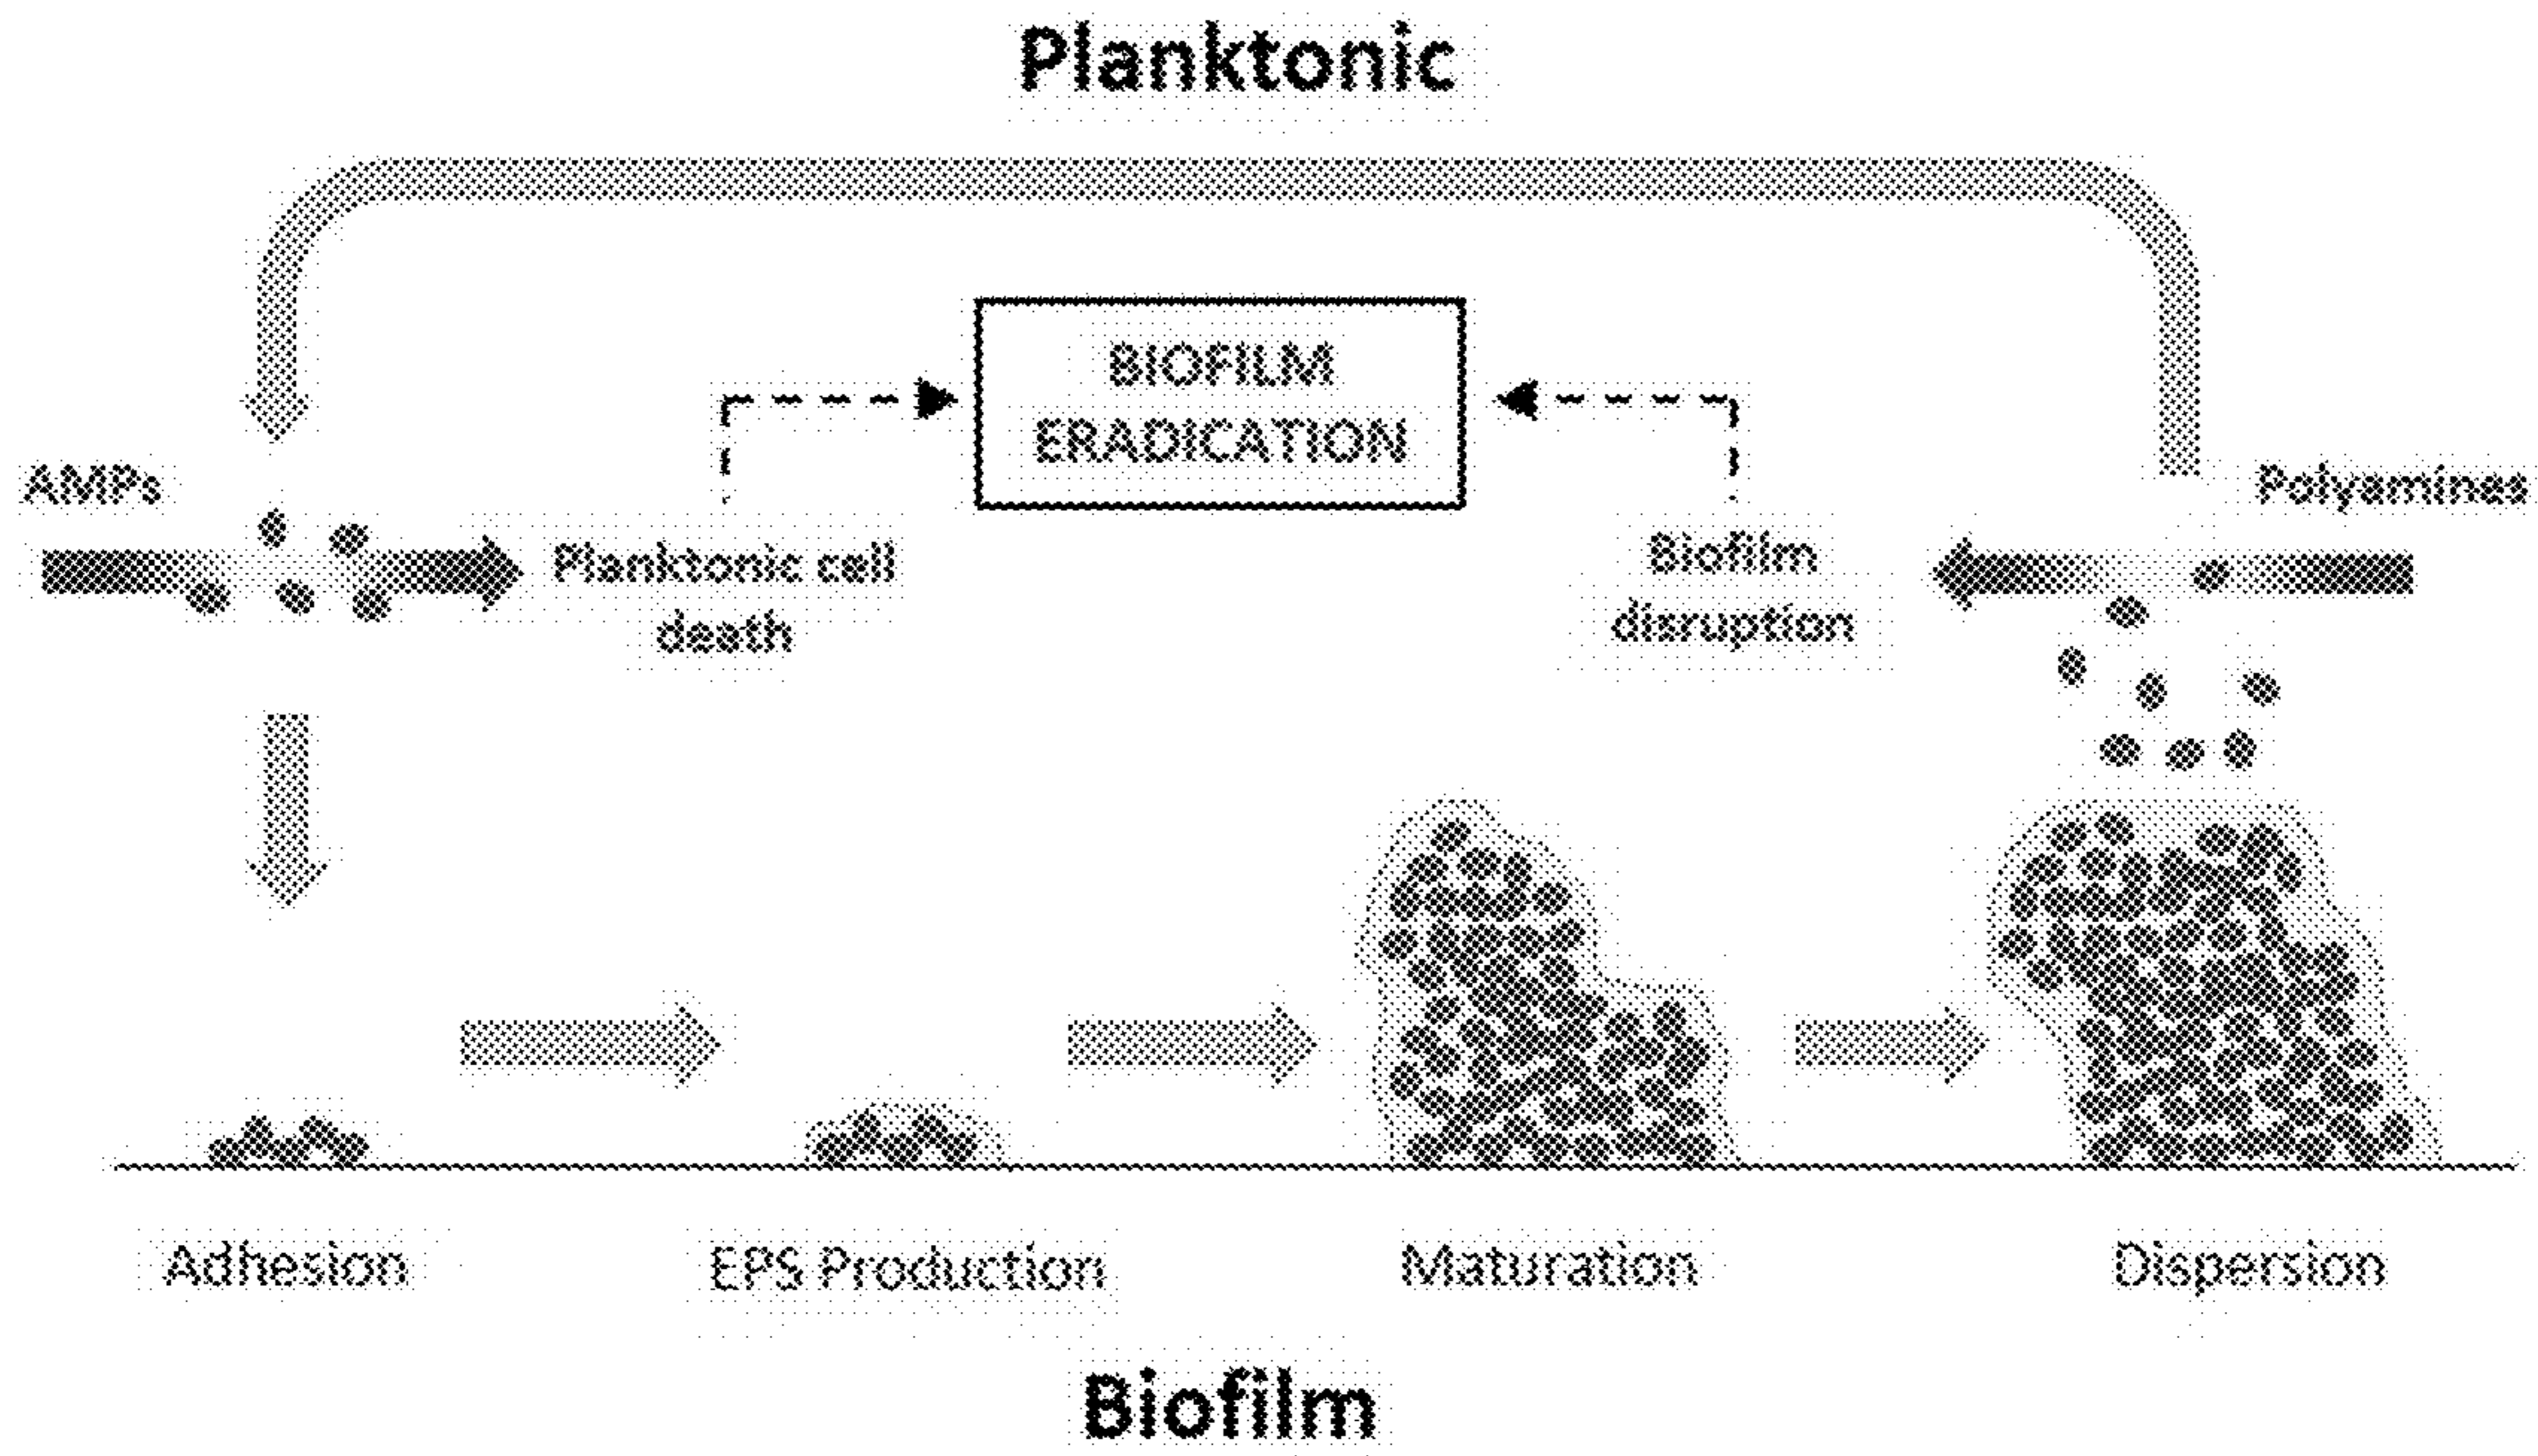 Planktonic
BIOFILM
ERADICATION
AMPs
Polyamines
Planktonic cell
death
Biofilm
disruption
Adhesion
EPS Production
Maturation
Dispersion
Biofilm